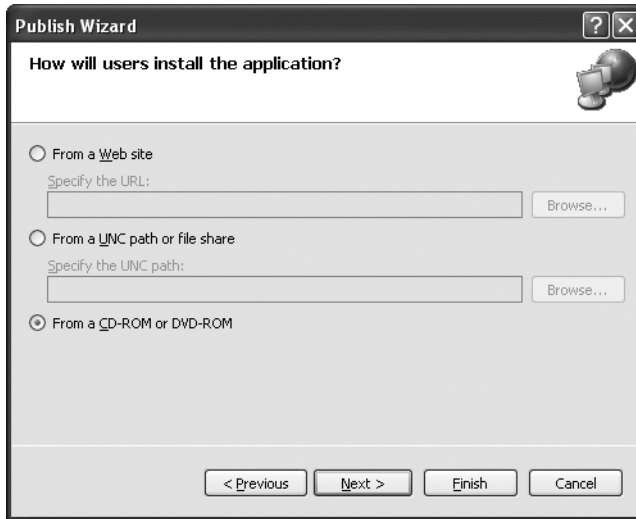 Publish Wizard
How will users install the application?
From a Web site
Specify the URL:
Browse...
From a UNC path or file share
Specify the UNC path:
Browse...
From a CD-ROM or DVD-ROM
< Previous Next > Finish Cancel